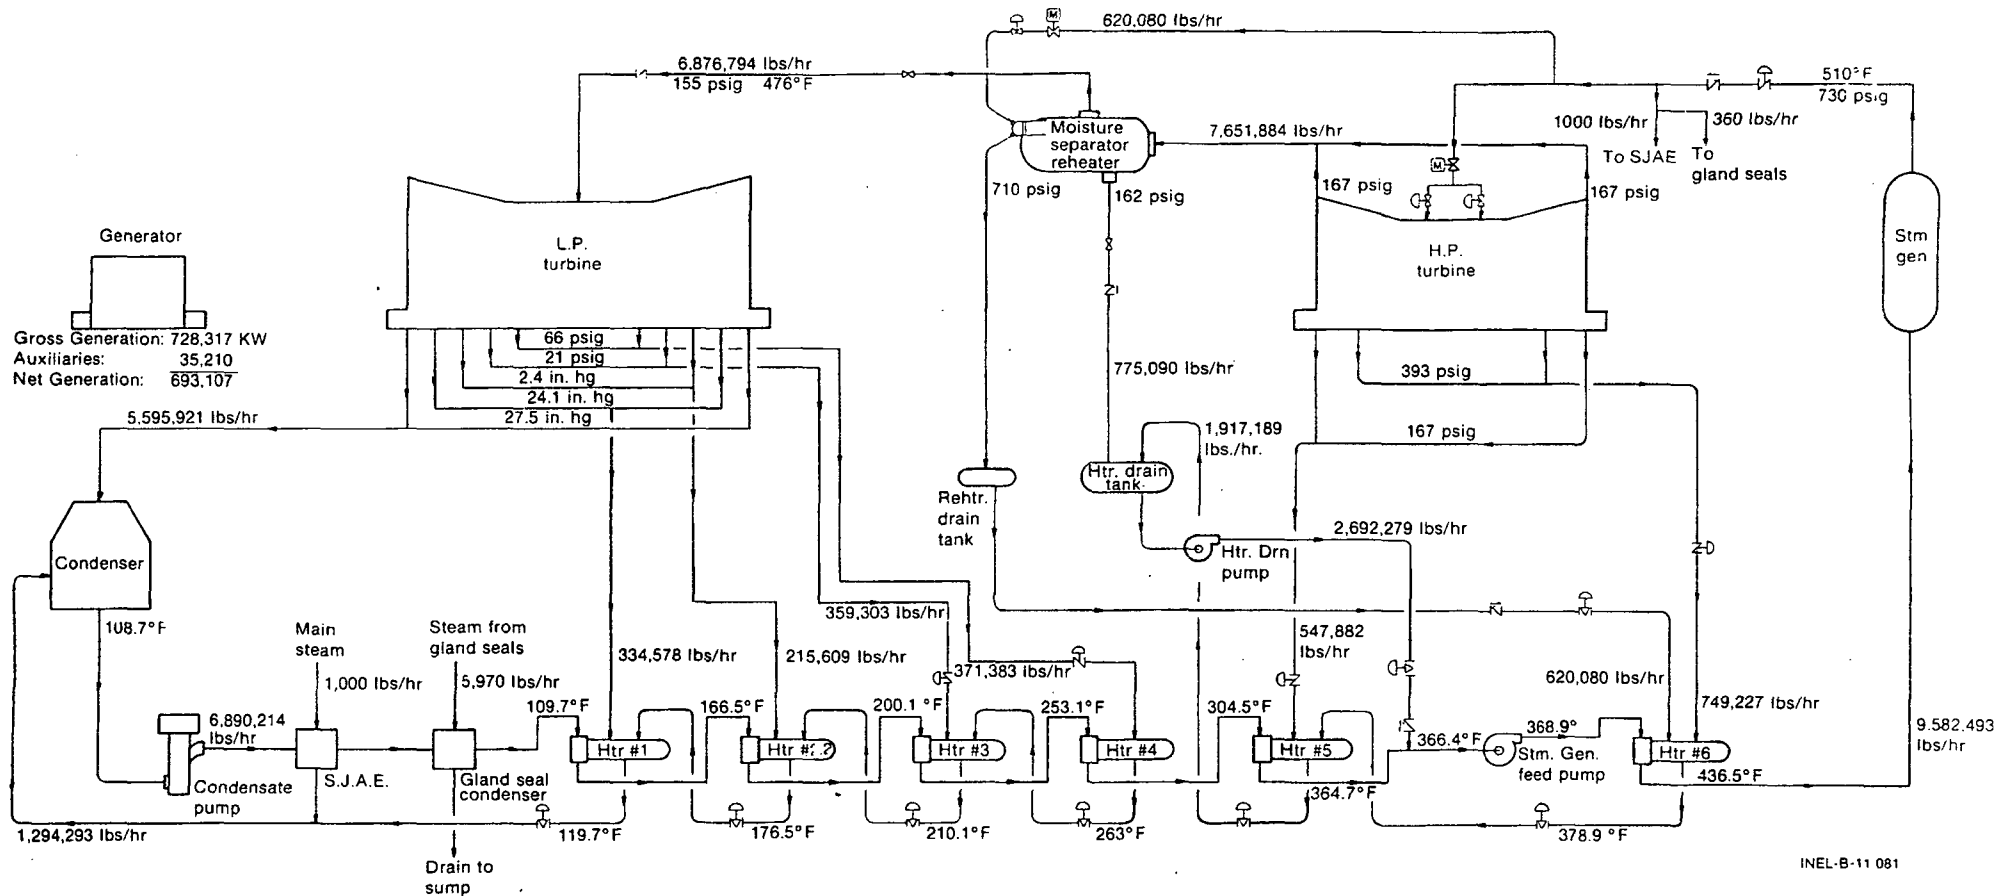 620,080 lbs/hr
6.876,794 lbs/hr
155 psig 476°F
510°F
730 psig
Moisture
separator
reheater
7,651,884 lbs/hr
1000 lbs/hr
360 lbs/hr
To SJAE
To
gland seals
710 psig
162 psig
167 psig
167 psig
Stm
gen
Generator
L.P.
turbine
H.P.
turbine
M
M
Gross Generation: 728,317 KW
Auxiliaries: 35,210
Net Generation: 693,107
66 psig
21 psig
2.4 in. hg
24.1 in. hg
27.5 in. hg
775,090 lbs/hr
393 psig
5,595,921 lbs/hr
1,917,189
lbs./hr.
167 psig
Htr. drain
tank
Rehtr.
drain
tank
2,692,279 lbs/hr
Htr. Drn
pump
Condenser
108.7°F
Main
steam
Steam from
gland seals
359,303 lbs/hr
547,882
lbs/hr
334,578 lbs/hr
215,609 lbs/hr
371,383 lbs/hr
1,000 lbs/hr
5,970 lbs/hr
620,080 lbs/hr
749,227 lbs/hr
6.890,214
lbs/hr
109.7°F
166.5°F
200.1 °F
253.1°F
304.5°F
366.4°F
368.9°
9.582.493
lbs/hr
Htr #1
Htr #2
Htr #3
Htr #4
Htr #5
Htr #6
Stm. Gen.
feed pump
Condensate
pump
S.J.A.E.
Gland seal
condenser
364.7°F
436.5°F
1,294,293 lbs/hr
119.7°F
176.5°F
210.1°F
263°F
378.9 °F
Drain to
sump
INEL-B-11 081